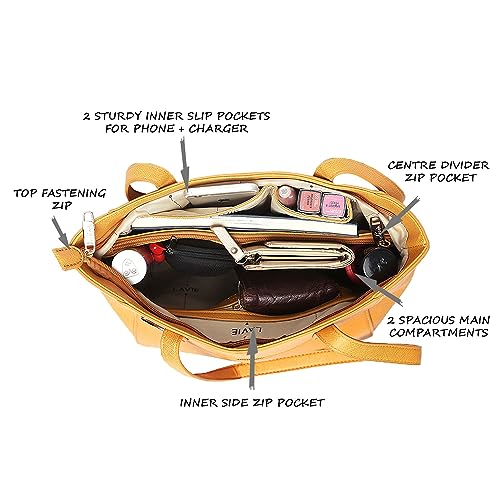 2 STURDY INNER SLIP POCKETS
FOR PHONE + CHARGER
CENTRE DIVIDER
ZIP POCKET
TOP FASTENING
ZIP
LAVIE
LAVIE
2 SPACIOUS MAIN
COMPARTMENTS
INNER SIDE ZIP POCKET